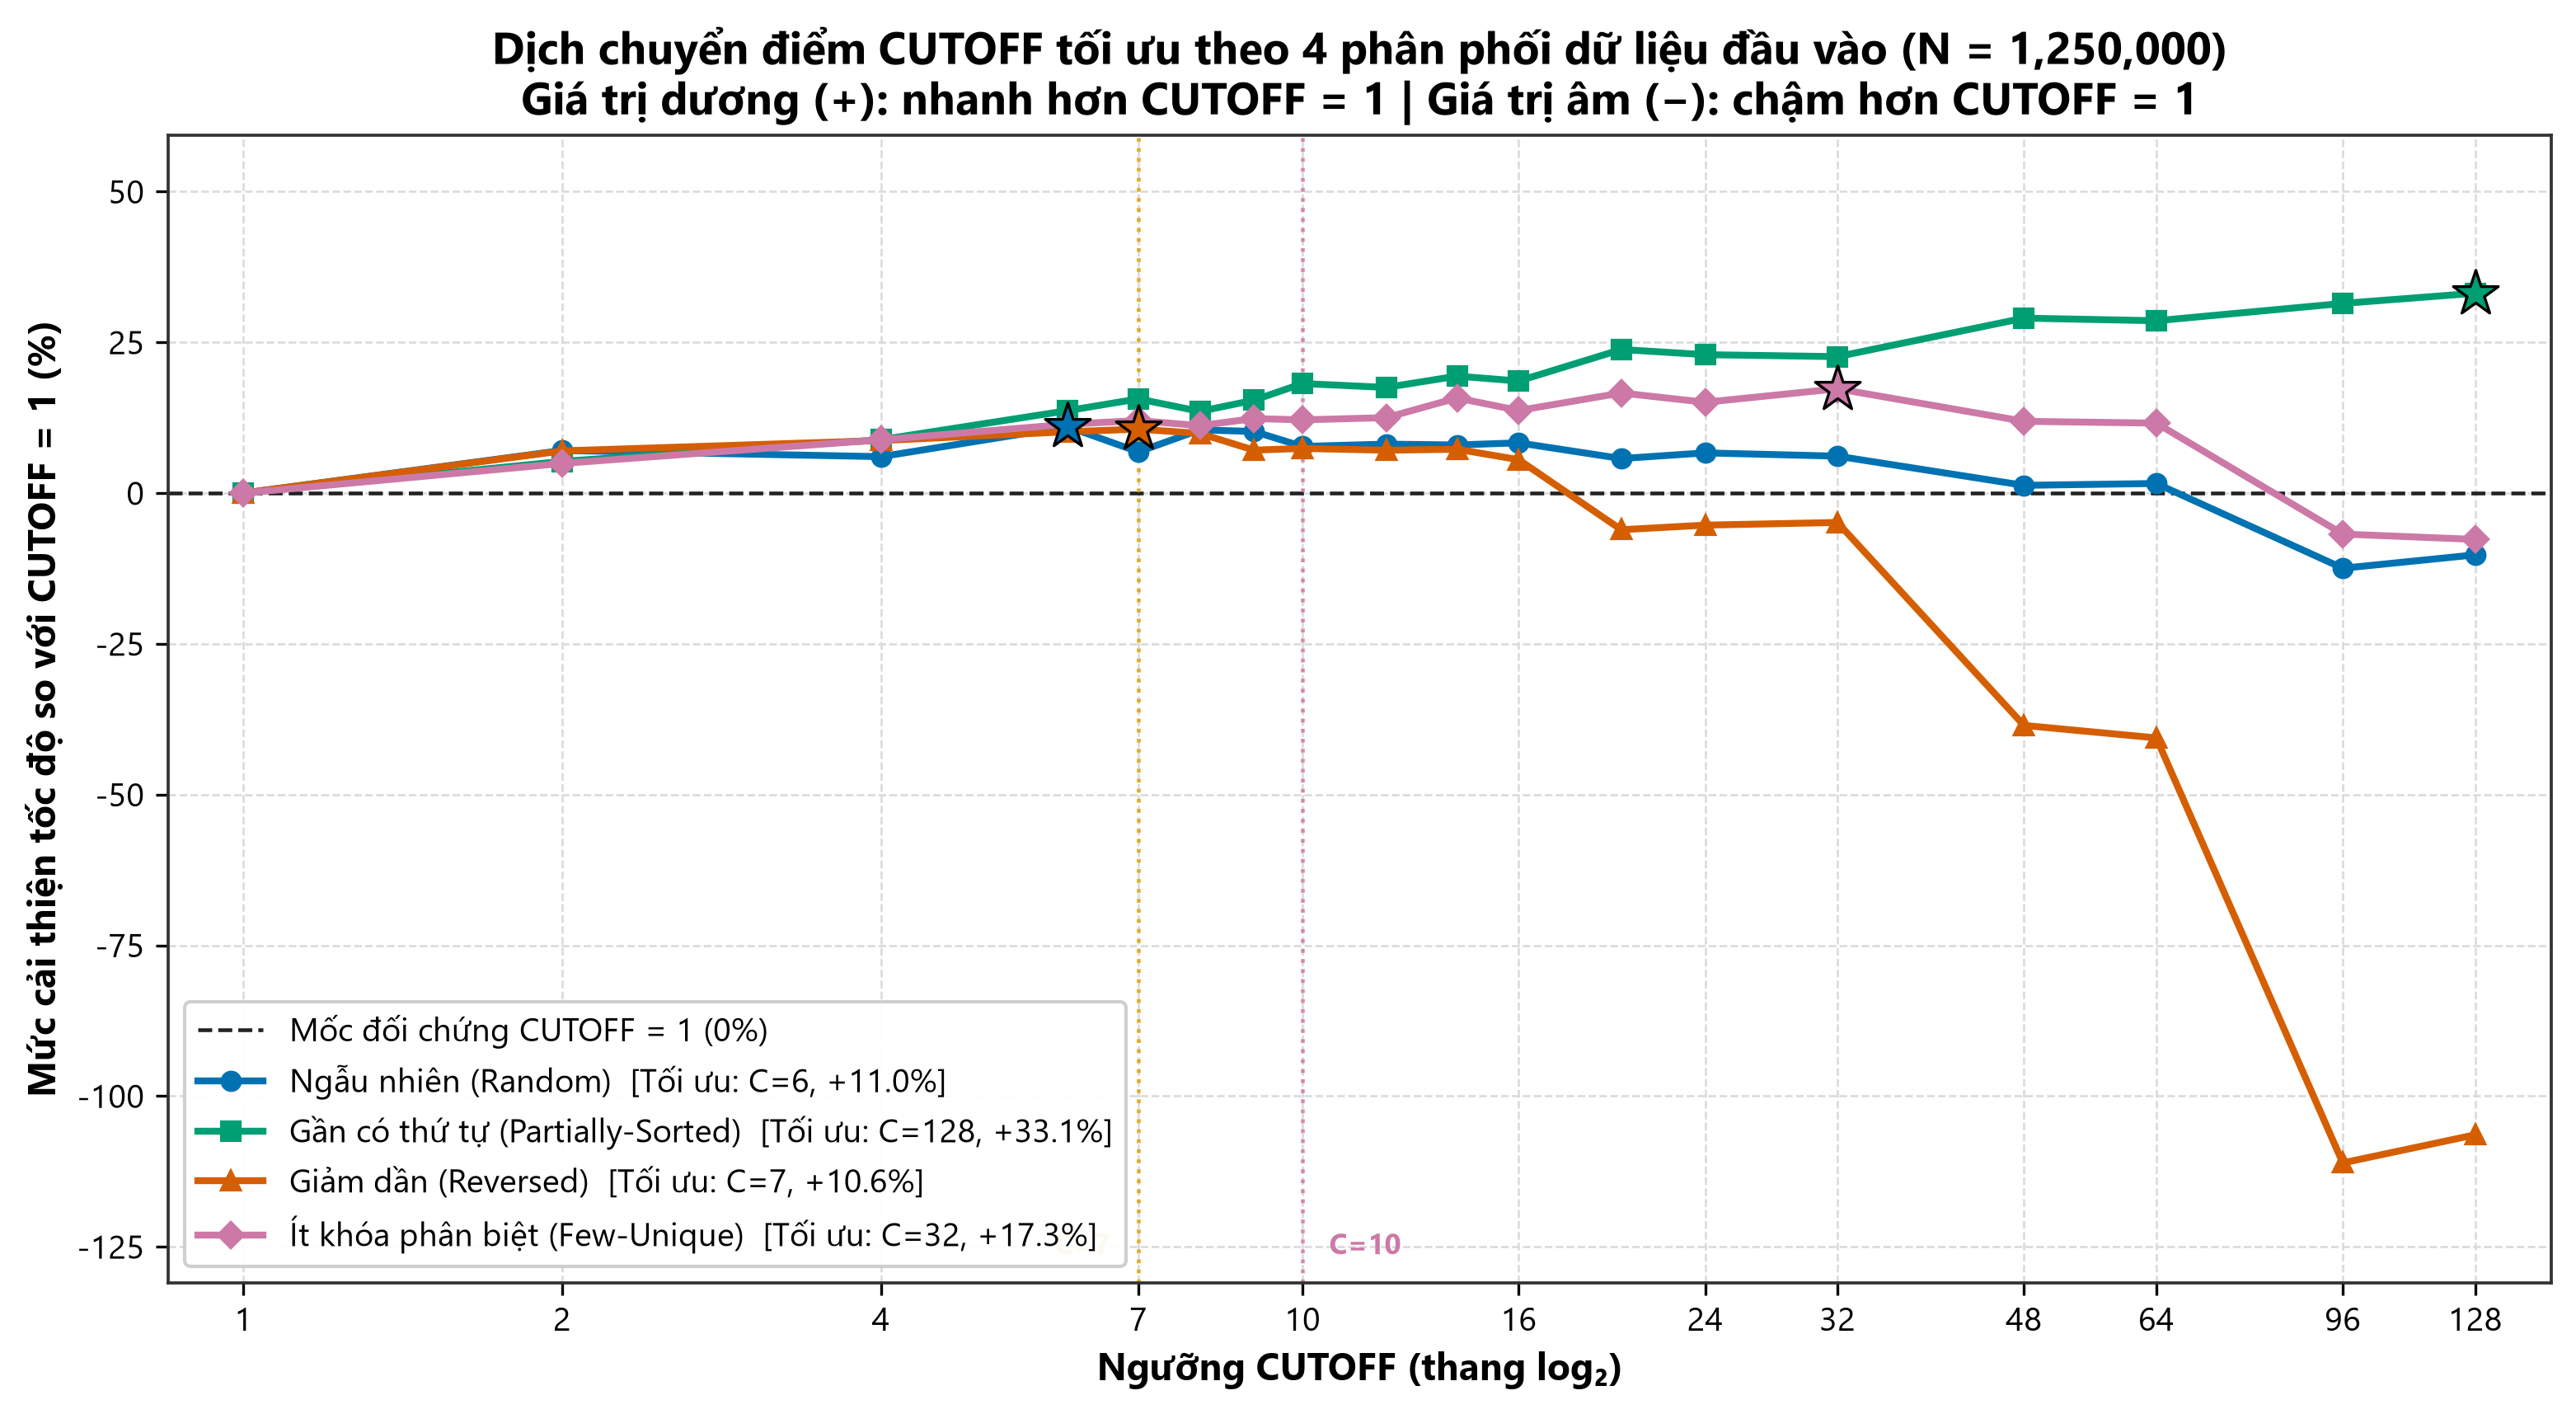 Dịch chuyển điểm CUTOFF tối ưu theo 4 phân phối dữ liệu đầu vào (N = 1,250,000)
Giá trị dương (+): nhanh hơn CUTOFF = 1 | Giá trị âm (−): chậm hơn CUTOFF = 1
Mức cải thiện tốc độ so với CUTOFF = 1 (%)
50
25
0
-25
-50
-75
-100
-125
Mốc đối chứng CUTOFF = 1 (0%)
Ngẫu nhiên (Random) [Tối ưu: C=6, +11.0%]
Gần có thứ tự (Partially-Sorted) [Tối ưu: C=128, +33.1%]
Giảm dần (Reversed) [Tối ưu: C=7, +10.6%]
Ít khóa phân biệt (Few-Unique) [Tối ưu: C=32, +17.3%]
C=10
1 2 4 7 10 16 24 32 48 64 96 128
Ngưỡng CUTOFF (thang log₂)